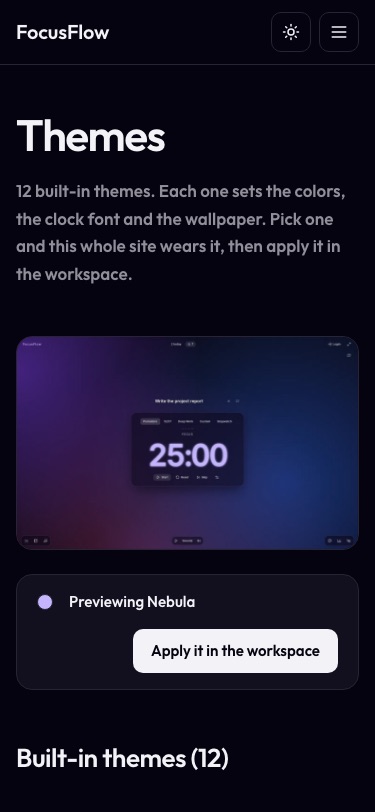 FocusFlow
Themes
12 built-in themes. Each one sets the colors,
the clock font and the wallpaper. Pick one
and this whole site wears it, then apply it in
the workspace.
FocusFlow
Write the project report
25:00
Previewing Nebula
Apply it in the workspace
Built-in themes (12)